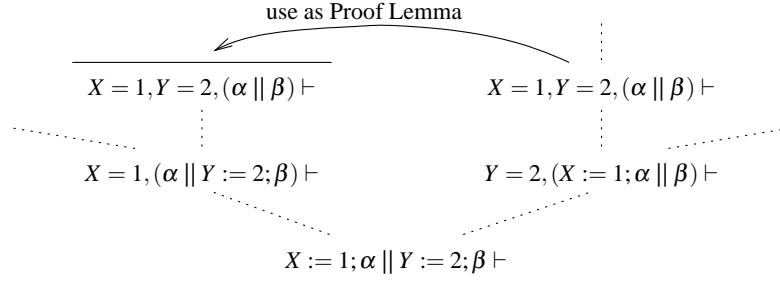 use as Proof Lemma
X = 1, Y = 2, (α || β) ⊢
X = 1, Y = 2, (α || β) ⊢
X = 1, (α || Y := 2; β) ⊢
Y = 2, (X := 1; α || β) ⊢
X := 1; α || Y := 2; β ⊢